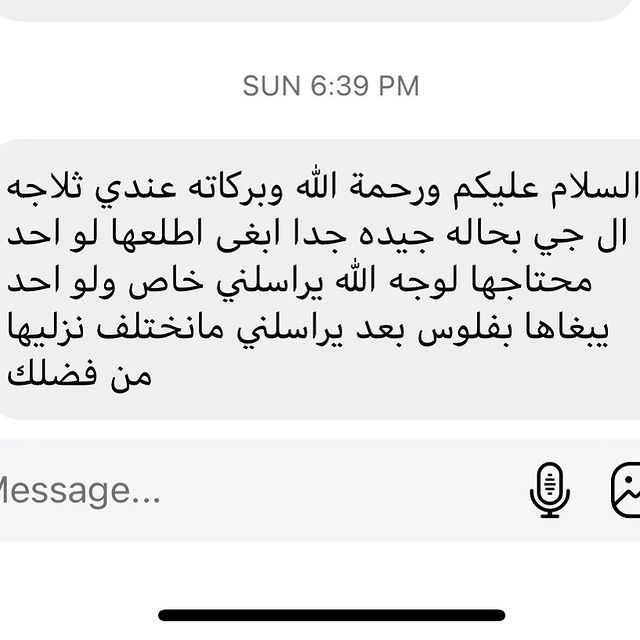 SUN 6:39 PM
السلام عليكم ورحمة الله وبركاته عندي ثلاجه
ال جي بحاله جيده جدا ابغى اطلعها لو احد
محتاجها لوجه الله يراسلني خاص ولو احد
يبغاها بفلوس بعد يراسلني مانختلف نزليها
من فضلك
Message...